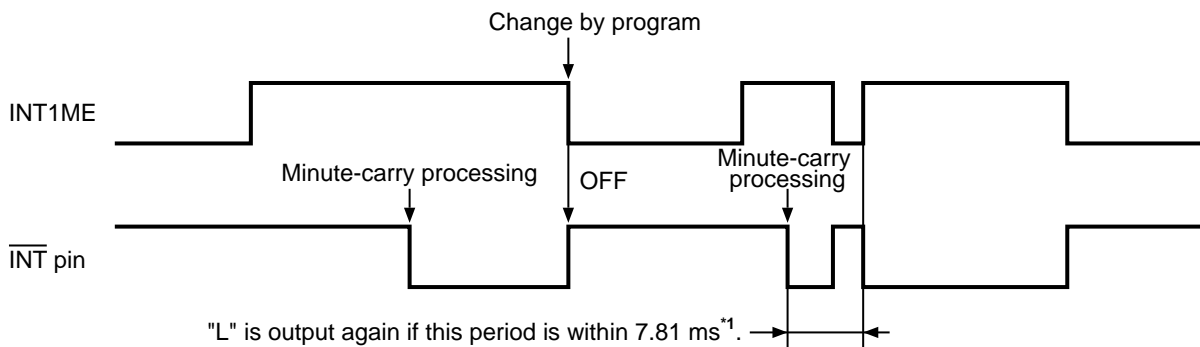 Change by program
INT1ME
Minute-carry processing
OFF
Minute-carry
processing
INT pin
"L" is output again if this period is within 7.81 ms*1.